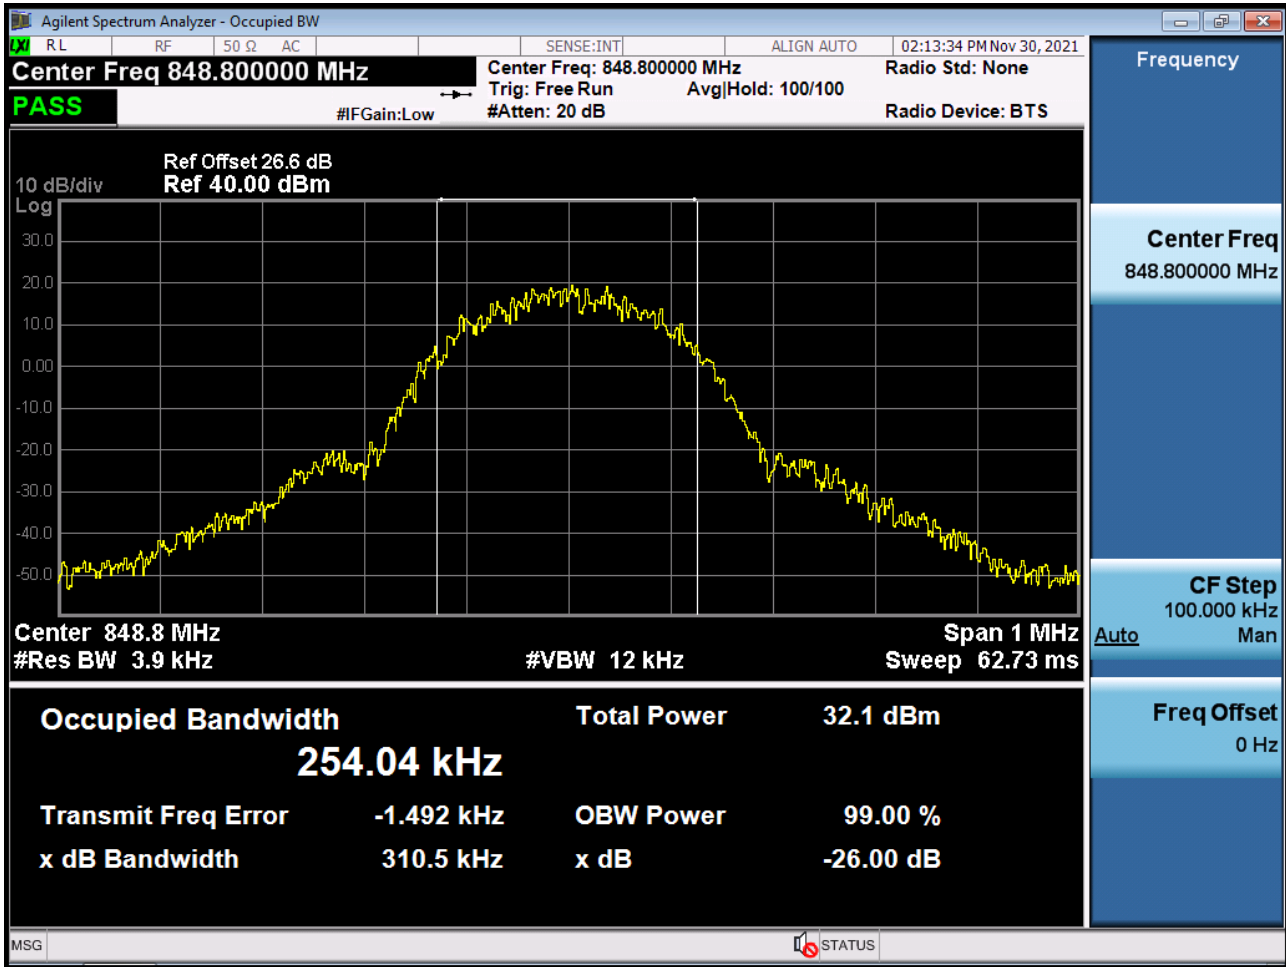 Agilent Spectrum Analyzer - Occupied BW
LXI RL RF 50 Ω AC SENSE:INT ALIGN AUTO 02:13:34 PM Nov 30, 2021
Center Freq 848.800000 MHz
Center Freq: 848.800000 MHz Radio Std: None
Trig: Free Run Avg|Hold: 100/100
PASS
#IFGain:Low #Atten: 20 dB Radio Device: BTS
Ref Offset 26.6 dB
10 dB/div Ref 40.00 dBm
Log
30.0
20.0
10.0
0.00
-10.0
-20.0
-30.0
-40.0
-50.0
Center 848.8 MHz Span 1 MHz
#Res BW 3.9 kHz #VBW 12 kHz Sweep 62.73 ms
Occupied Bandwidth Total Power 32.1 dBm
254.04 kHz
Transmit Freq Error -1.492 kHz OBW Power 99.00 %
x dB Bandwidth 310.5 kHz x dB -26.00 dB
MSG STATUS
Frequency
Center Freq
848.800000 MHz
CF Step
100.000 kHz
Auto Man
Freq Offset
0 Hz